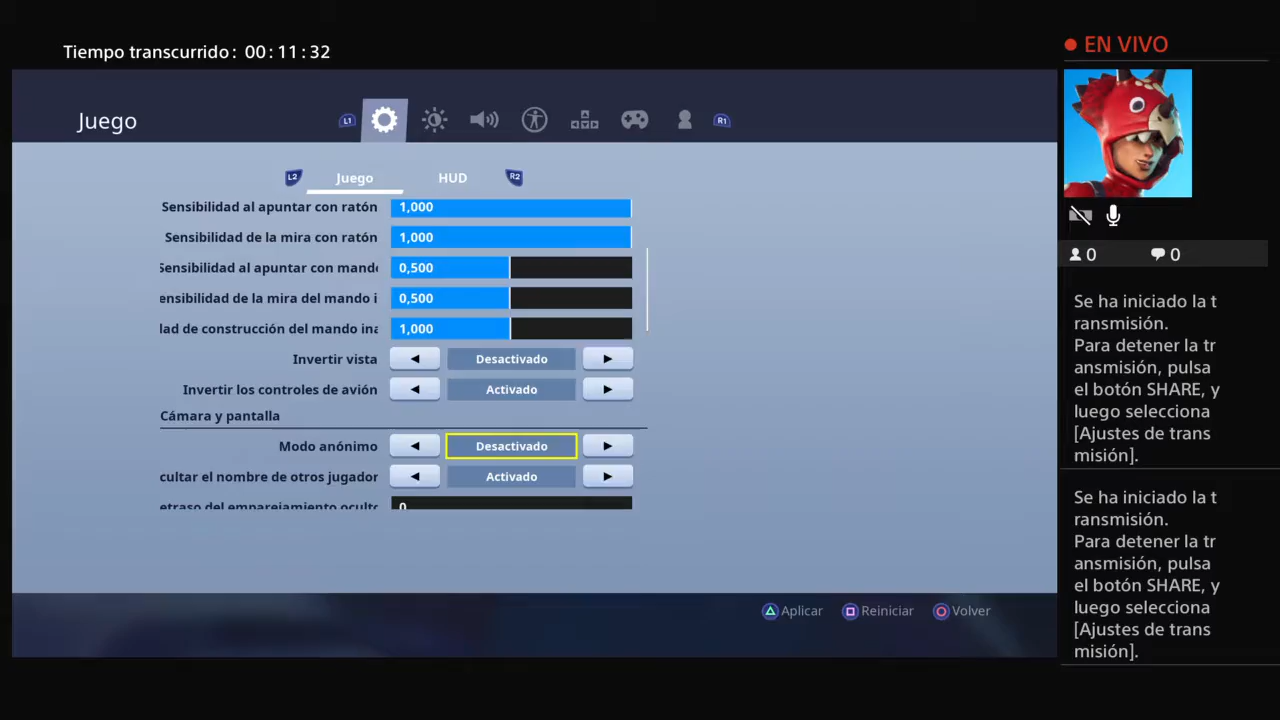 Tiempo transcurrido: 00:11:32
EN VIVO
Juego
L1
R1
L2
Juego
HUD
R2
Sensibilidad al apuntar con ratón
1,000
Sensibilidad de la mira con ratón
1,000
Sensibilidad al apuntar con mando
0,500
ensibilidad de la mira del mando i
0,500
dad de construcción del mando ina
1,000
Invertir vista
Desactivado
Invertir los controles de avión
Activado
Cámara y pantalla
Modo anónimo
Desactivado
cultar el nombre de otros jugador
Activado
etraso del emparejamiento oculto
0
Aplicar
Reiniciar
Volver
0
0
Se ha iniciado la t
ransmisión.
Para detener la tr
ansmisión, pulsa
el botón SHARE, y
luego selecciona
[Ajustes de trans
misión].
Se ha iniciado la t
ransmisión.
Para detener la tr
ansmisión, pulsa
el botón SHARE, y
luego selecciona
[Ajustes de trans
misión].